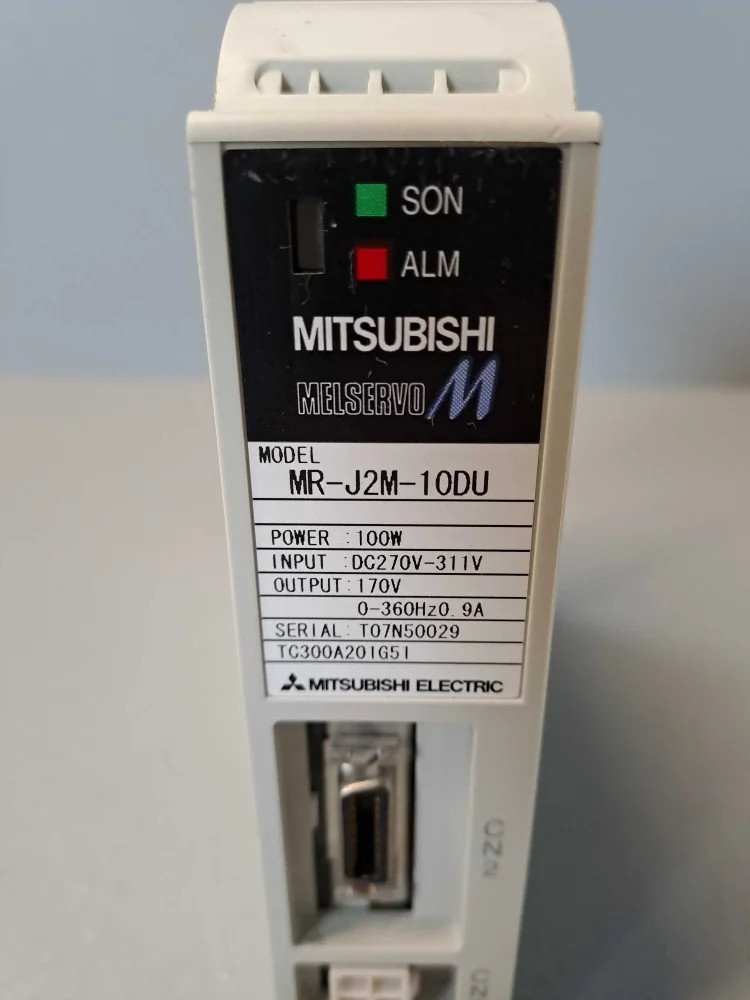 SON
ALM
MITSUBISHI
MELSERVO M
MODEL
MR-J2M-10DU
POWER :100W
INPUT :DC270V-311V
OUTPUT:170V
0-360Hz0.9A
SERIAL:T07N50029
TC300A201G51
MITSUBISHI ELECTRIC
CN2